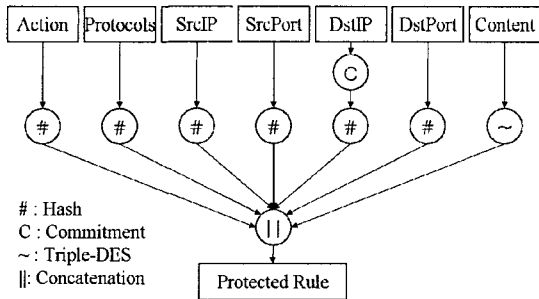 Action Protocols SrcIP SrcPort DstIP DstPort Content
C
# # # # # # ~
||
# : Hash
C : Commitment
~ : Triple-DES
||: Concatenation
Protected Rule